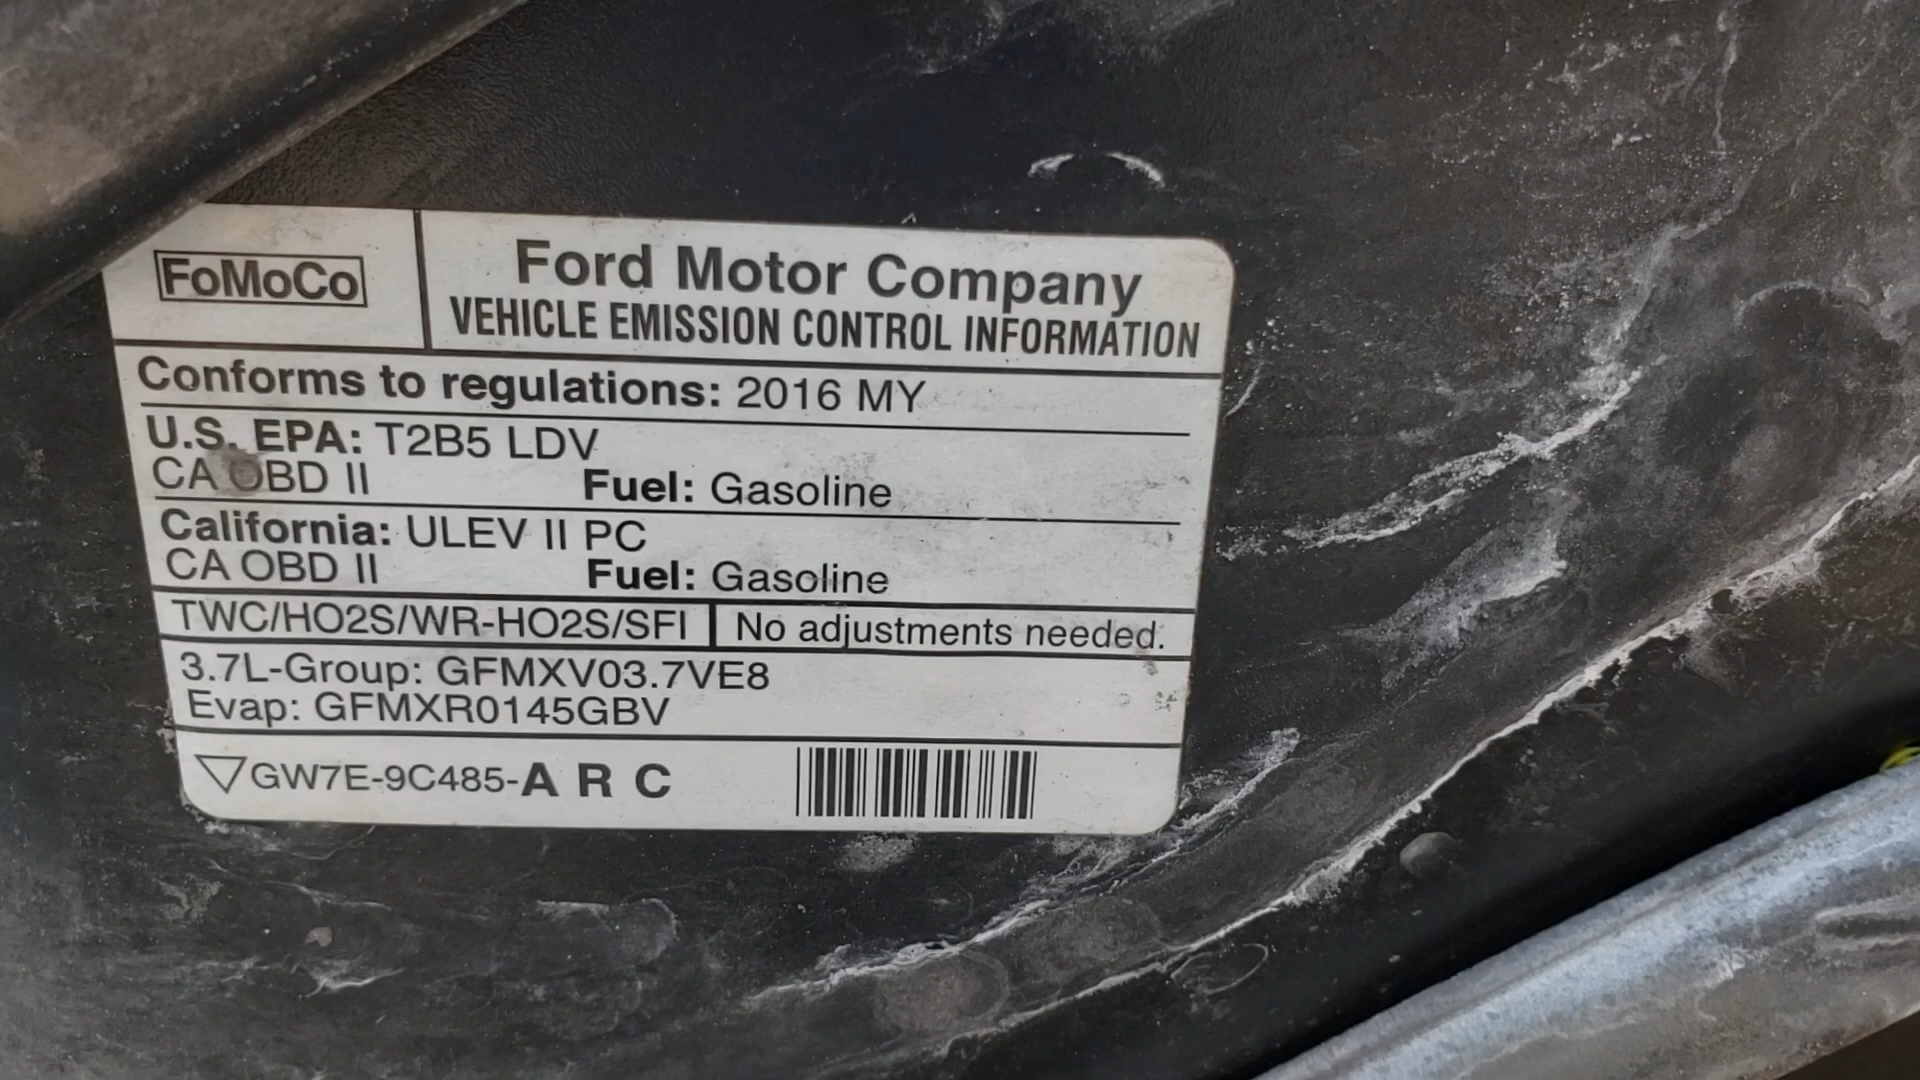 FoMoCo
Ford Motor Company
VEHICLE EMISSION CONTROL INFORMATION
Conforms to regulations: 2016 MY
U.S. EPA: T2B5 LDV
CA OBD II Fuel: Gasoline
California: ULEV II PC
CA OBD II Fuel: Gasoline
TWC/HO2S/WR-HO2S/SFI No adjustments needed.
3.7L-Group: GFMXV03.7VE8
Evap: GFMXR0145GBV
GW7E-9C485-A R C